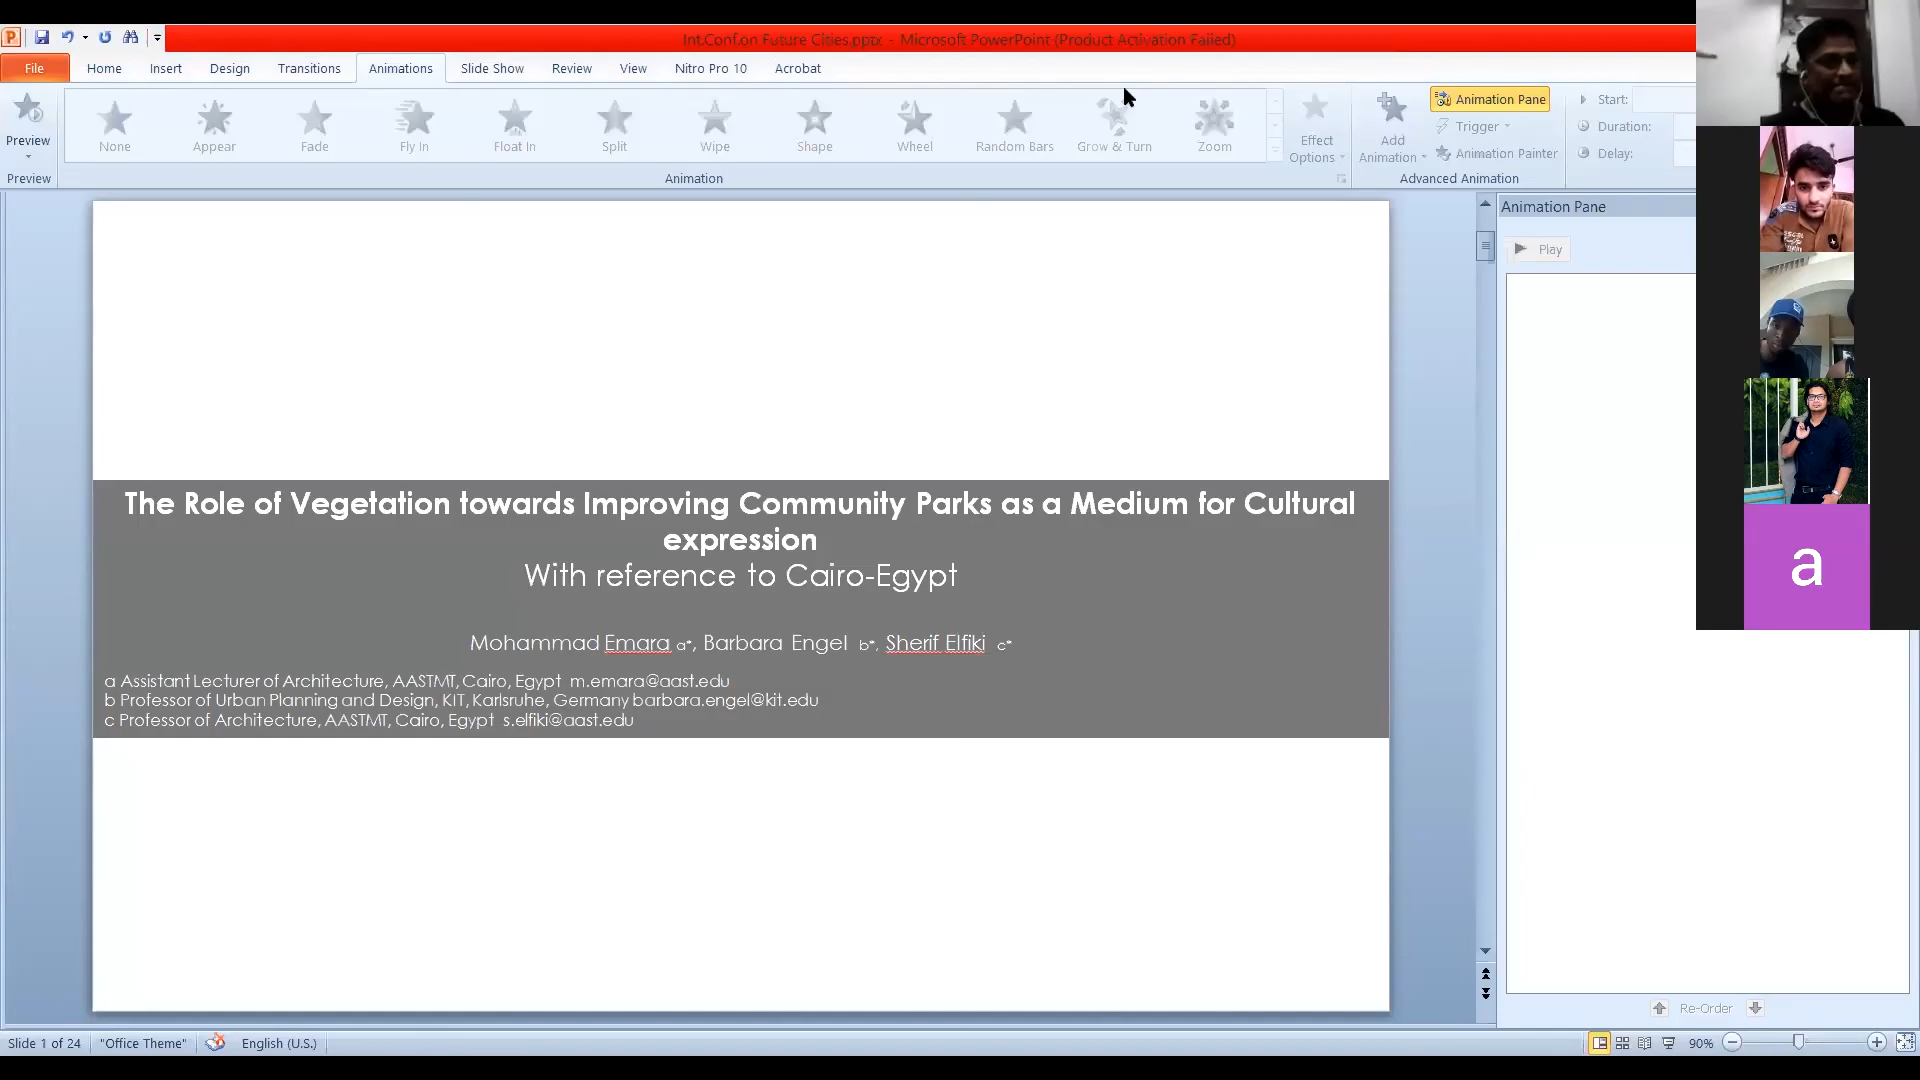 Int.Conf.on Future Cities.pptx - Microsoft PowerPoint (Product Activation Failed)
File Home Insert Design Transitions Animations Slide Show Review View Nitro Pro 10 Acrobat
Preview
None Appear Fade Fly In Float In Split Wipe Shape Wheel Random Bars Grow & Turn Zoom
Effect Options
Add Animation
Animation Pane
Trigger
Animation Painter
Start:
Duration:
Delay:
Preview Animation Advanced Animation
Animation Pane
Play
The Role of Vegetation towards Improving Community Parks as a Medium for Cultural
expression
With reference to Cairo-Egypt
Mohammad Emara a*, Barbara Engel b*, Sherif Elfiki c*
a Assistant Lecturer of Architecture, AASTMT, Cairo, Egypt m.emara@aast.edu
b Professor of Urban Planning and Design, KIT, Karlsruhe, Germany barbara.engel@kit.edu
c Professor of Architecture, AASTMT, Cairo, Egypt s.elfiki@aast.edu
a
Re-Order
Slide 1 of 24 "Office Theme" English (U.S.) 90%